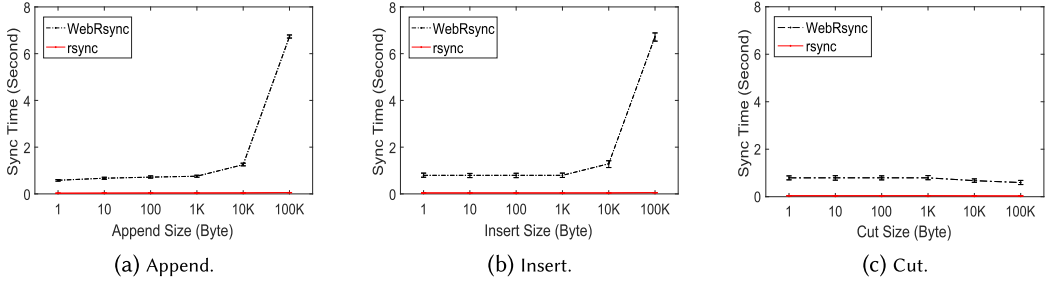 8
6
4
2
0
Sync Time (Second)
WebRsync
rsync
1 10 100 1K 10K 100K
Append Size (Byte)
(a) Append.
8
6
4
2
0
Sync Time (Second)
WebRsync
rsync
1 10 100 1K 10K 100K
Insert Size (Byte)
(b) Insert.
8
6
4
2
0
Sync Time (Second)
WebRsync
rsync
1 10 100 1K 10K 100K
Cut Size (Byte)
(c) Cut.